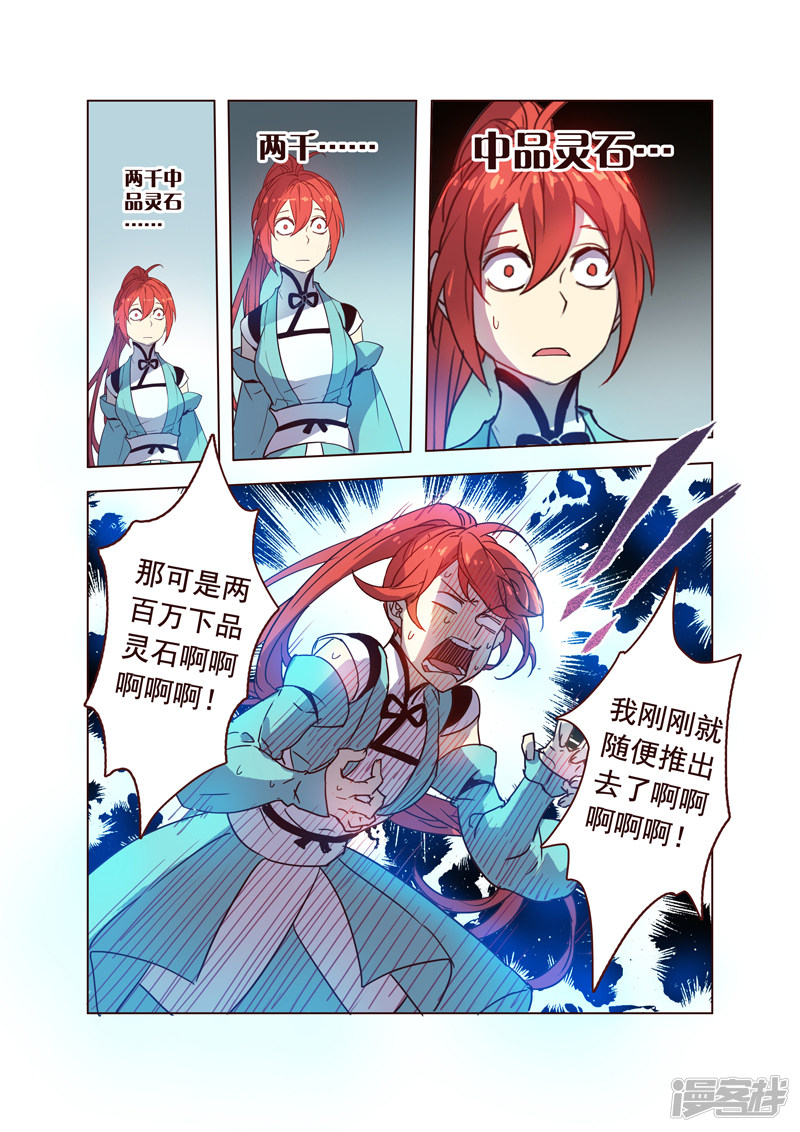 两千中
品灵石
……
两千……
中品灵石…
那可是两
百万下品
灵石啊啊
啊啊啊！
我刚刚就
随便推出
去了啊啊
啊啊啊！
漫客栈